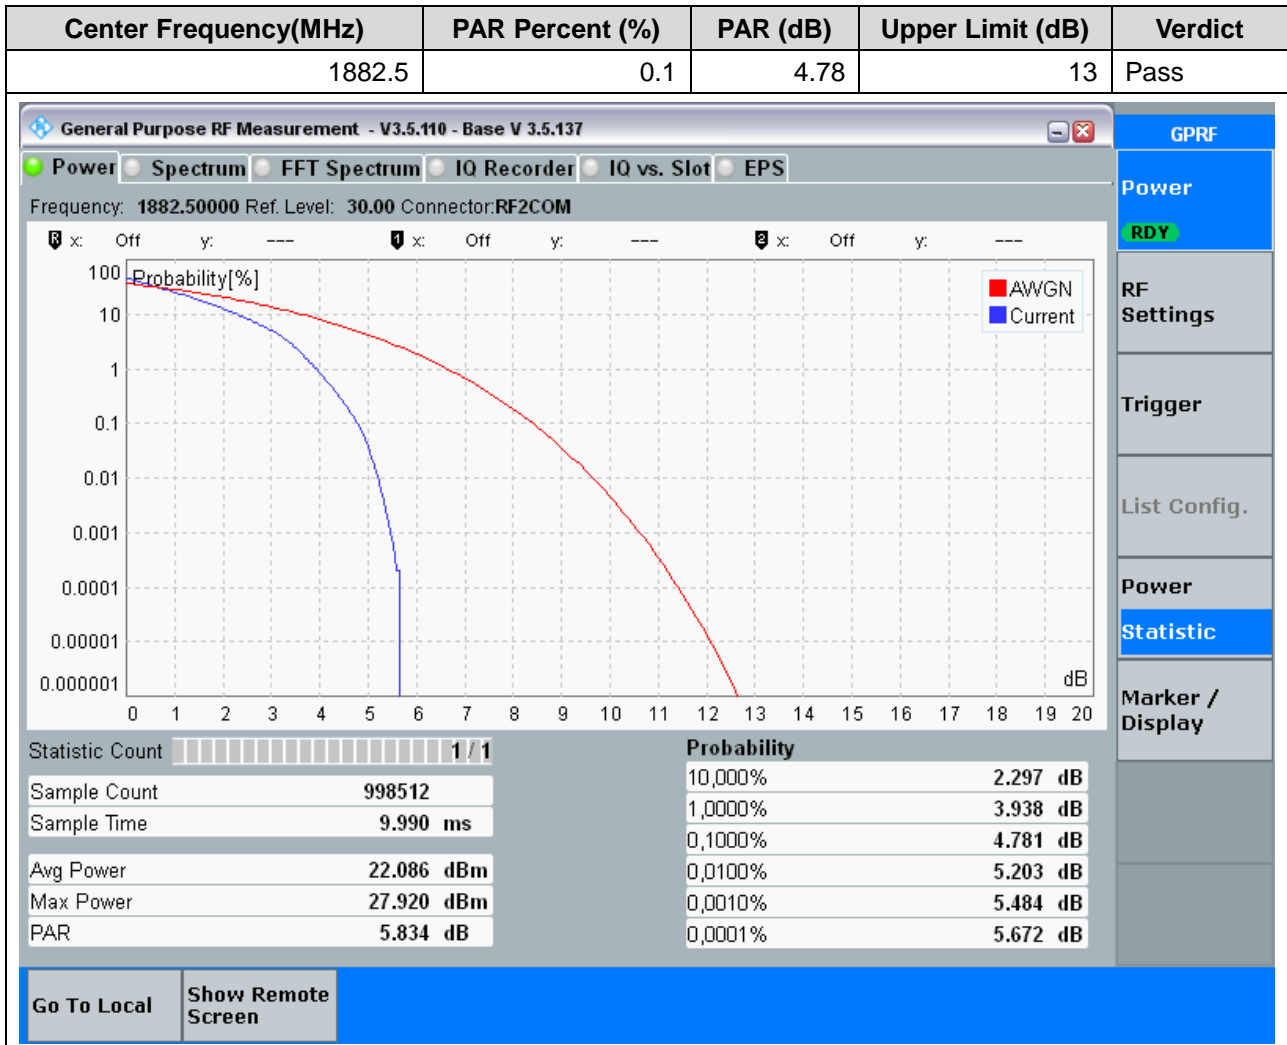 Center Frequency(MHz) PAR Percent (%) PAR (dB) Upper Limit (dB) Verdict
1882.5 0.1 4.78 13 Pass
General Purpose RF Measurement - V3.5.110 - Base V 3.5.137
GPRF
Power Spectrum FFT Spectrum IQ Recorder IQ vs. Slot EPS
Power
RDY
Frequency: 1882.50000 Ref. Level: 30.00 Connector:RF2COM
R x: Off y: --- 1 x: Off y: --- 2 x: Off y: ---
Probability[%]
AWGN
Current
100
10
1
0.1
0.01
0.001
0.0001
0.00001
0.000001
dB
0 1 2 3 4 5 6 7 8 9 10 11 12 13 14 15 16 17 18 19 20
RF
Settings
Trigger
List Config.
Power
Statistic
Marker /
Display
Statistic Count 1 / 1
Sample Count 998512
Sample Time 9.990 ms
Avg Power 22.086 dBm
Max Power 27.920 dBm
PAR 5.834 dB
Probability
10,000% 2.297 dB
1,0000% 3.938 dB
0,1000% 4.781 dB
0,0100% 5.203 dB
0,0010% 5.484 dB
0,0001% 5.672 dB
Go To Local
Show Remote
Screen